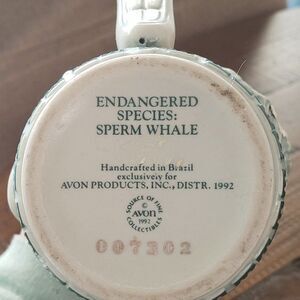 ENDANGERED
SPECIES:
SPERM WHALE
Handcrafted in Brazil
exclusively for
AVON PRODUCTS, INC., DISTR. 1992
SOURCE OF FINE
©
AVON
1992
COLLECTIBLES
007302